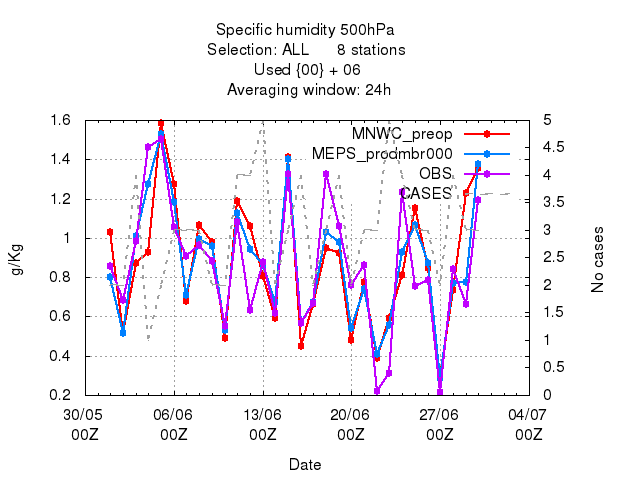 Specific humidity 500hPa
Selection: ALL 8 stations
Used {00} + 06
Averaging window: 24h
MNWC_preop
MEPS_prodmbr000
OBS
CASES
1.6
1.4
1.2
1
0.8
0.6
0.4
0.2
g/Kg
5
4.5
4
3.5
3
2.5
2
1.5
1
0.5
0
No cases
30/05 06/06 13/06 20/06 27/06 04/07
00Z 00Z 00Z 00Z 00Z 00Z
Date